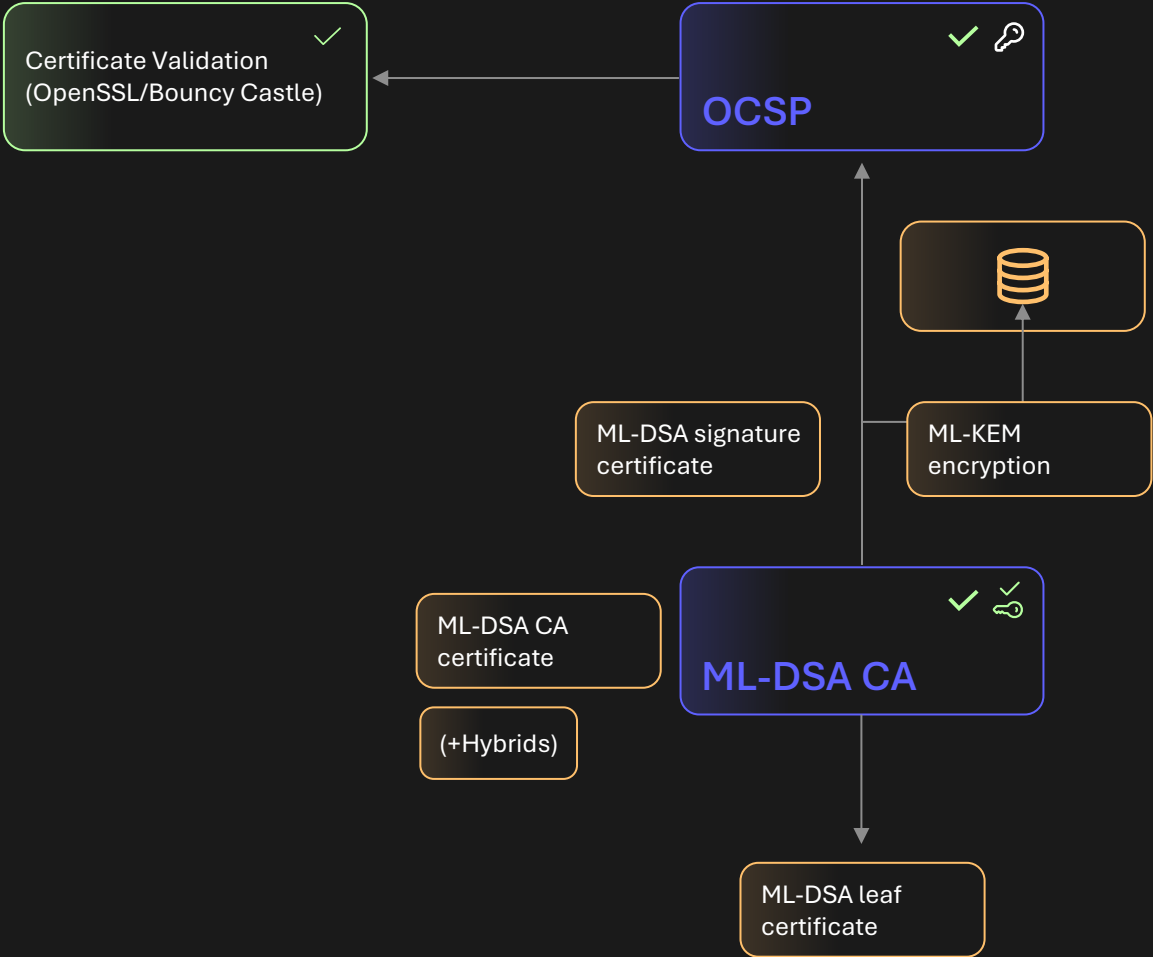 Certificate Validation
(OpenSSL/Bouncy Castle)
OCSP
ML-DSA signature
certificate
ML-KEM
encryption
ML-DSA CA
certificate
(+Hybrids)
ML-DSA CA
ML-DSA leaf
certificate